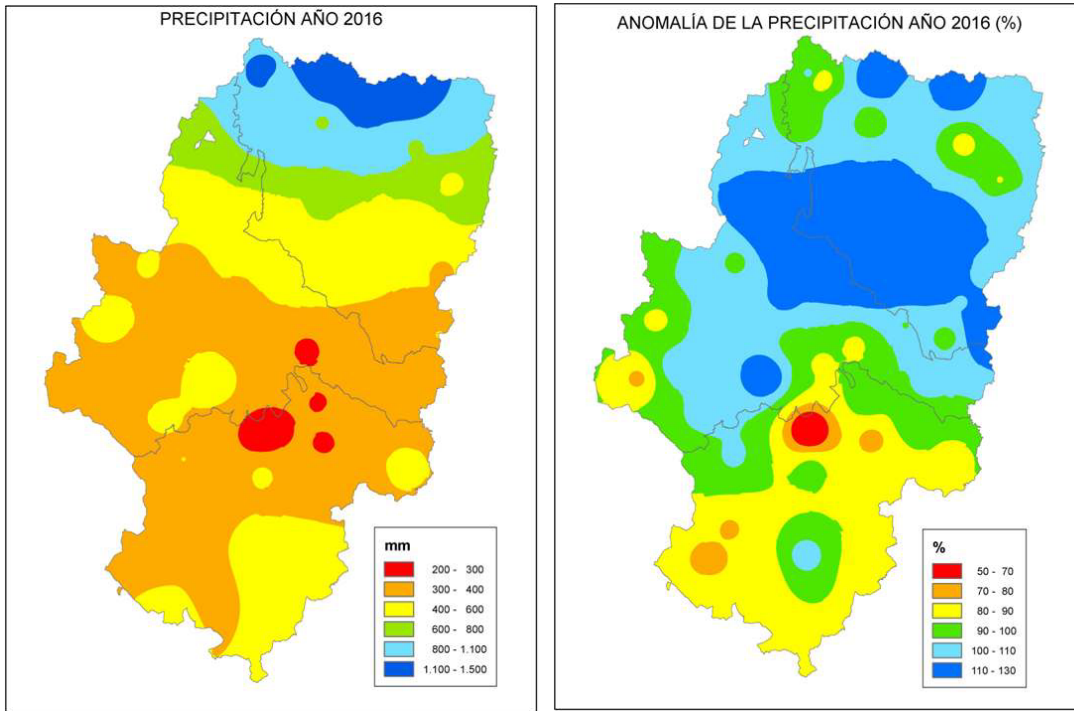 PRECIPITACIÓN AÑO 2016
mm
200 - 300
300 - 400
400 - 600
600 - 800
800 - 1.100
1.100 - 1.500
ANOMALÍA DE LA PRECIPITACIÓN AÑO 2016 (%)
%
50 - 70
70 - 80
80 - 90
90 - 100
100 - 110
110 - 130